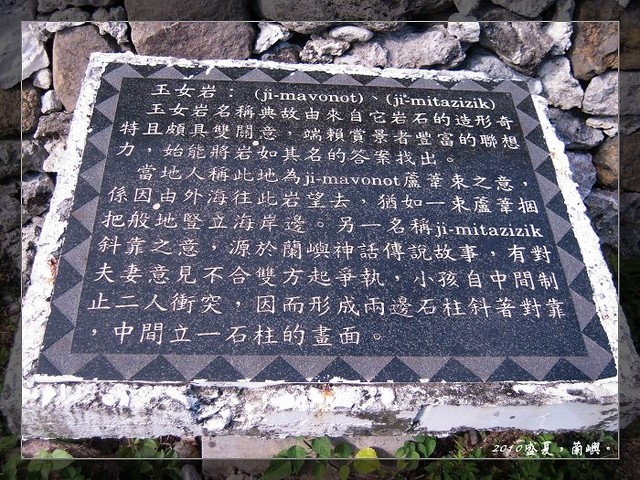 玉女岩：(ji-mavonot)、(ji-mitazizik)
玉女岩名稱典故由來自它岩石的造形奇
特且頗具雙關意，端賴賞景者豐富的聯想
力，始能將岩如其名的答案找出。
當地人稱此地為ji-mavonot蘆葦束之意，
係因由外海往此岩望去，猶如一束蘆葦捆
把般地豎立海岸邊。另一名稱ji-mitazizik
斜靠之意，源於蘭嶼神話傳說故事，有對
夫妻意見不合雙方起爭執，小孩自中間制
止二人衝突，因而形成兩邊石柱斜著對靠
，中間立一石柱的畫面。
2010盛夏，蘭嶼。